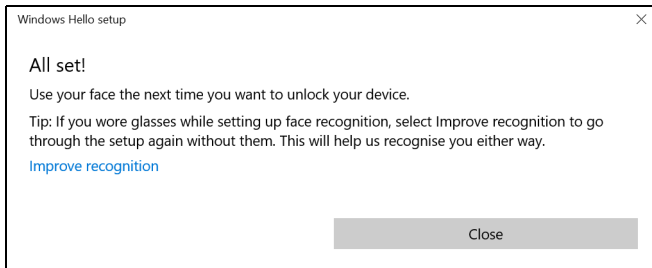 Windows Hello setup
All set!
Use your face the next time you want to unlock your device.
Tip: If you wore glasses while setting up face recognition, select Improve recognition to go
through the setup again without them. This will help us recognise you either way.
Improve recognition
Close